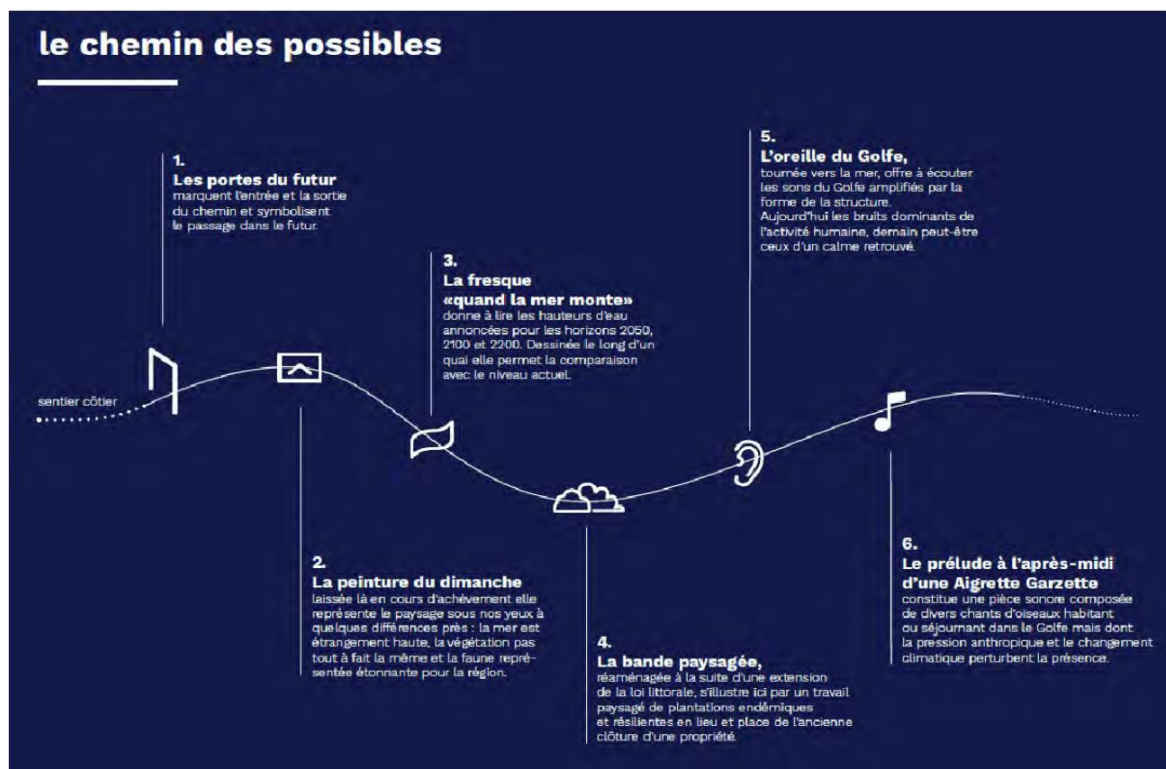 le chemin des possibles
1.
Les portes du futur
marquent l'entrée et la sortie
du chemin et symbolisent
le passage dans le futur.
5.
L'oreille du Golfe,
tournée vers la mer, offre à écouter
les sons du Golfe amplifiés par la
forme de la structure.
Aujourd'hui les bruits dominants de
l'activité humaine, demain peut-être
ceux d'un calme retrouvé.
3.
La fresque
«quand la mer monte»
donne à lire les hauteurs d'eau
annoncées pour les horizons 2050,
2100 et 2200. Dessinée le long d'un
quai elle permet la comparaison
avec le niveau actuel.
sentier côtier
2.
La peinture du dimanche
laissée là en cours d'achèvement elle
représente le paysage sous nos yeux à
quelques différences près : la mer est
étrangement haute, la végétation pas
tout à fait la même et la faune repré-
sentée étonnante pour la région.
4.
La bande paysagée,
réaménagée à la suite d'une extension
de la loi littorale, s'illustre ici par un travail
paysagé de plantations endémiques
et résilientes en lieu et place de l'ancienne
clôture d'une propriété.
6.
Le prélude à l'après-midi
d'une Aigrette Garzette
constitue une pièce sonore composée
de divers chants d'oiseaux habitant
ou séjournant dans le Golfe mais dont
la pression anthropique et le changement
climatique perturbent la présence.